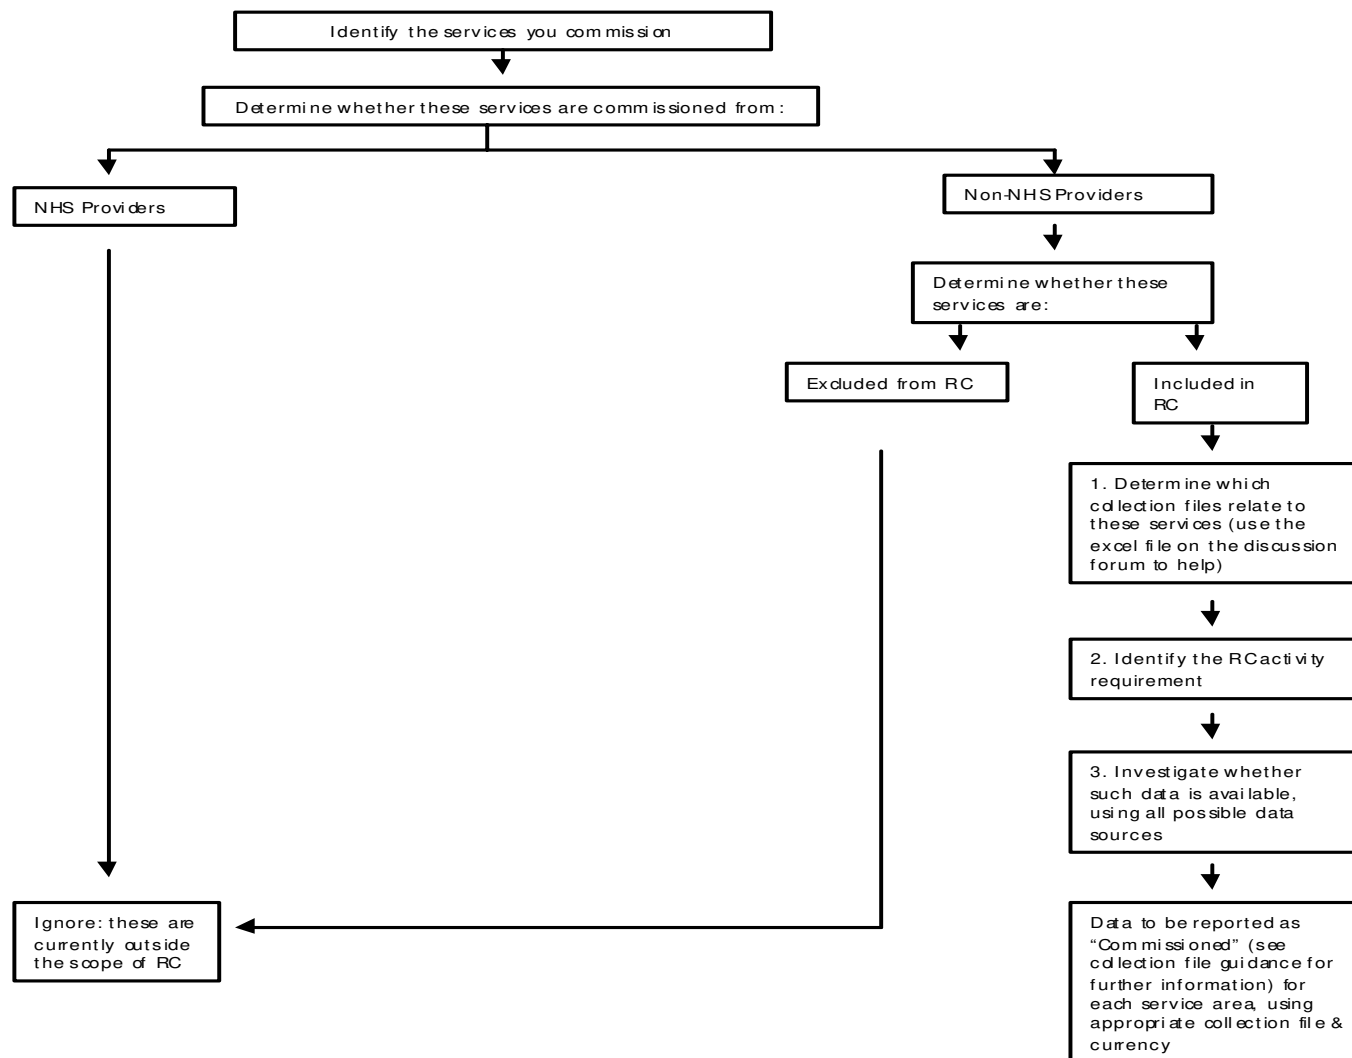 Identify the services you commission
Determine whether these services are commissioned from:
NHS Providers
Non-NHS Providers
Determine whether these
services are:
Excluded from RC
Included in
RC
1. Determine which
collection files relate to
these services (use the
excel file on the discussion
forum to help)
2. Identify the RC activity
requirement
3. Investigate whether
such data is available,
using all possible data
sources
Ignore: these are
currently outside
the scope of RC
Data to be reported as
“Commissioned” (see
collection file guidance for
further information) for
each service area, using
appropriate collection file &
currency